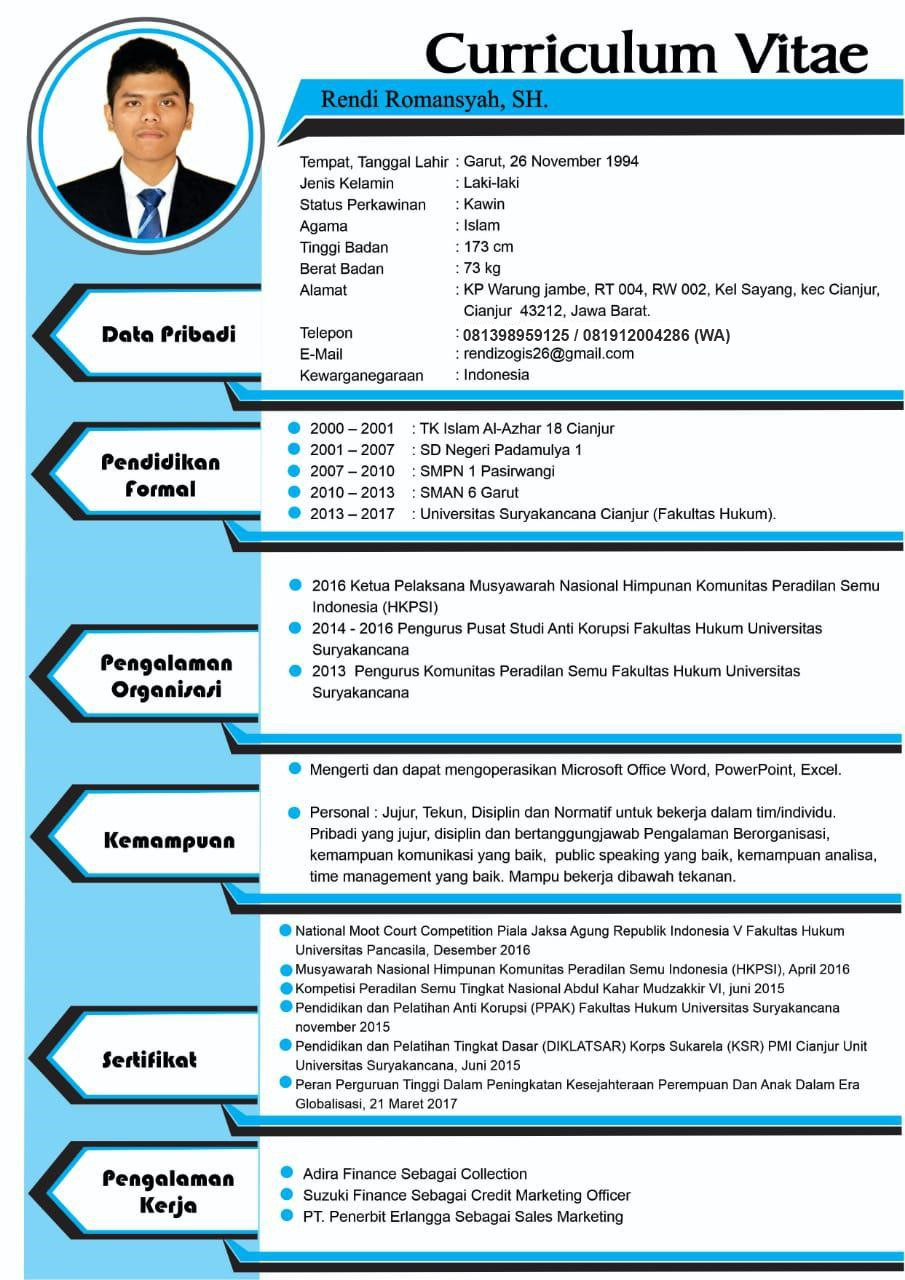 Curriculum Vitae
Rendi Romansyah, SH.
Data Pribadi
Tempat, Tanggal Lahir : Garut, 26 November 1994
Jenis Kelamin : Laki-laki
Status Perkawinan : Kawin
Agama : Islam
Tinggi Badan : 173 cm
Berat Badan : 73 kg
Alamat : KP Warung jambe, RT 004, RW 002, Kel Sayang, kec Cianjur,
Cianjur 43212, Jawa Barat.
Telepon : 081398959125 / 081912004286 (WA)
E-Mail : rendizogis26@gmail.com
Kewarganegaraan : Indonesia
Pendidikan
Formal
2000 – 2001 : TK Islam Al-Azhar 18 Cianjur
2001 – 2007 : SD Negeri Padamulya 1
2007 – 2010 : SMPN 1 Pasirwangi
2010 – 2013 : SMAN 6 Garut
2013 – 2017 : Universitas Suryakancana Cianjur (Fakultas Hukum).
Pengalaman
Organisasi
2016 Ketua Pelaksana Musyawarah Nasional Himpunan Komunitas Peradilan Semu
Indonesia (HKPSI)
2014 - 2016 Pengurus Pusat Studi Anti Korupsi Fakultas Hukum Universitas
Suryakancana
2013 Pengurus Komunitas Peradilan Semu Fakultas Hukum Universitas
Suryakancana
Kemampuan
Mengerti dan dapat mengoperasikan Microsoft Office Word, PowerPoint, Excel.
Personal : Jujur, Tekun, Disiplin dan Normatif untuk bekerja dalam tim/individu.
Pribadi yang jujur, disiplin dan bertanggungjawab Pengalaman Berorganisasi,
kemampuan komunikasi yang baik, public speaking yang baik, kemampuan analisa,
time management yang baik. Mampu bekerja dibawah tekanan.
Sertifikat
National Moot Court Competition Piala Jaksa Agung Republik Indonesia V Fakultas Hukum
Universitas Pancasila, Desember 2016
Musyawarah Nasional Himpunan Komunitas Peradilan Semu Indonesia (HKPSI), April 2016
Kompetisi Peradilan Semu Tingkat Nasional Abdul Kahar Mudzakkir VI, juni 2015
Pendidikan dan Pelatihan Anti Korupsi (PPAK) Fakultas Hukum Universitas Suryakancana
november 2015
Pendidikan dan Pelatihan Tingkat Dasar (DIKLATSAR) Korps Sukarela (KSR) PMI Cianjur Unit
Universitas Suryakancana, Juni 2015
Peran Perguruan Tinggi Dalam Peningkatan Kesejahteraan Perempuan Dan Anak Dalam Era
Globalisasi, 21 Maret 2017
Pengalaman
Kerja
Adira Finance Sebagai Collection
Suzuki Finance Sebagai Credit Marketing Officer
PT. Penerbit Erlangga Sebagai Sales Marketing